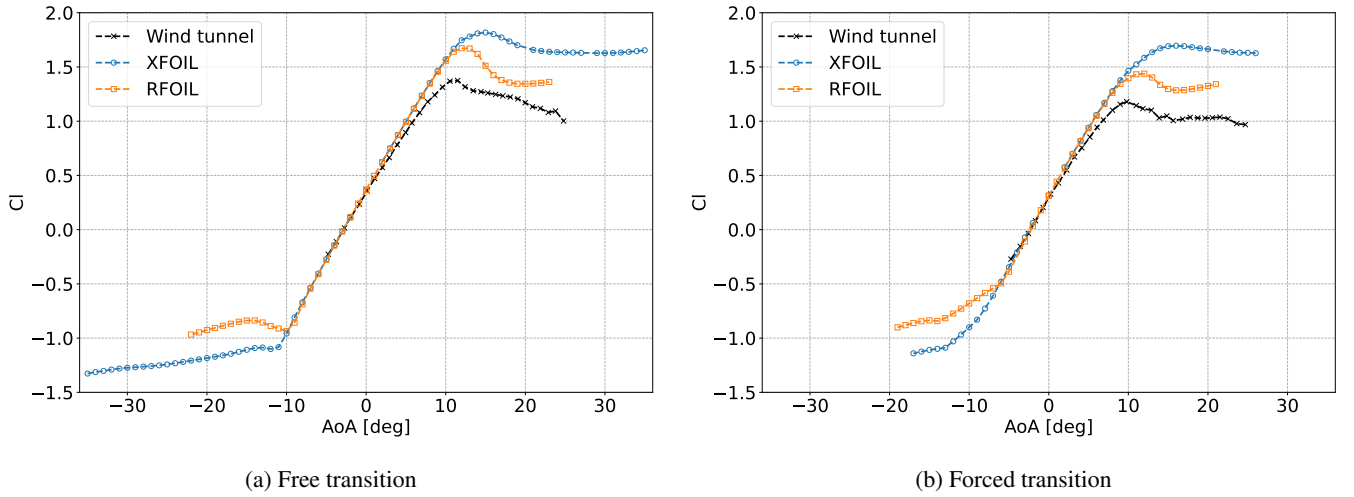 2.0
1.5
1.0
0.5
0.0
−0.5
−1.0
−1.5
Cl
Wind tunnel
XFOIL
RFOIL
−30
−20
−10
0
10
20
30
AoA [deg]
(a) Free transition
2.0
1.5
1.0
0.5
0.0
−0.5
−1.0
−1.5
Cl
Wind tunnel
XFOIL
RFOIL
−30
−20
−10
0
10
20
30
AoA [deg]
(b) Forced transition